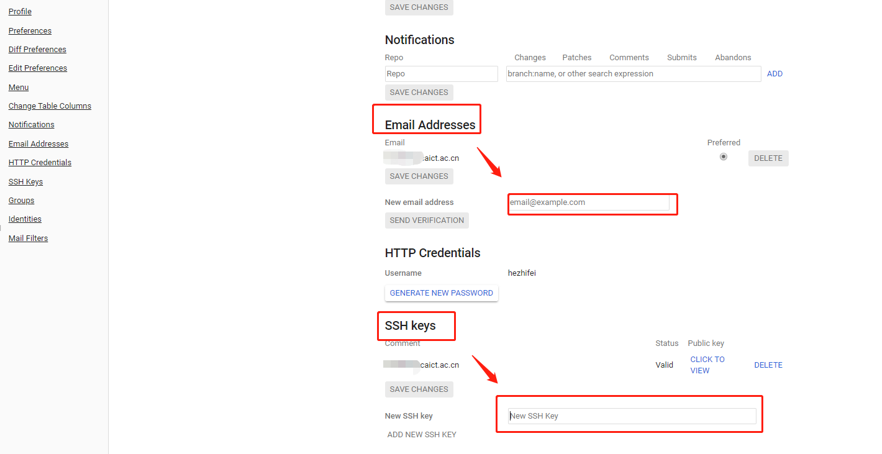 Profile
Preferences
Diff Preferences
Edit Preferences
Menu
Change Table Columns
Notifications
Email Addresses
HTTP Credentials
SSH Keys
Groups
Identities
Mail Filters
SAVE CHANGES
Notifications
Repo Changes Patches Comments Submits Abandons
Repo branch:name, or other search expression ADD
SAVE CHANGES
Email Addresses
Email Preferred
caict.ac.cn DELETE
SAVE CHANGES
New email address email@example.com
SEND VERIFICATION
HTTP Credentials
Username hezhifei
GENERATE NEW PASSWORD
SSH keys
Comment Status Public key
caict.ac.cn Valid CLICK TO VIEW DELETE
SAVE CHANGES
New SSH key New SSH Key
ADD NEW SSH KEY